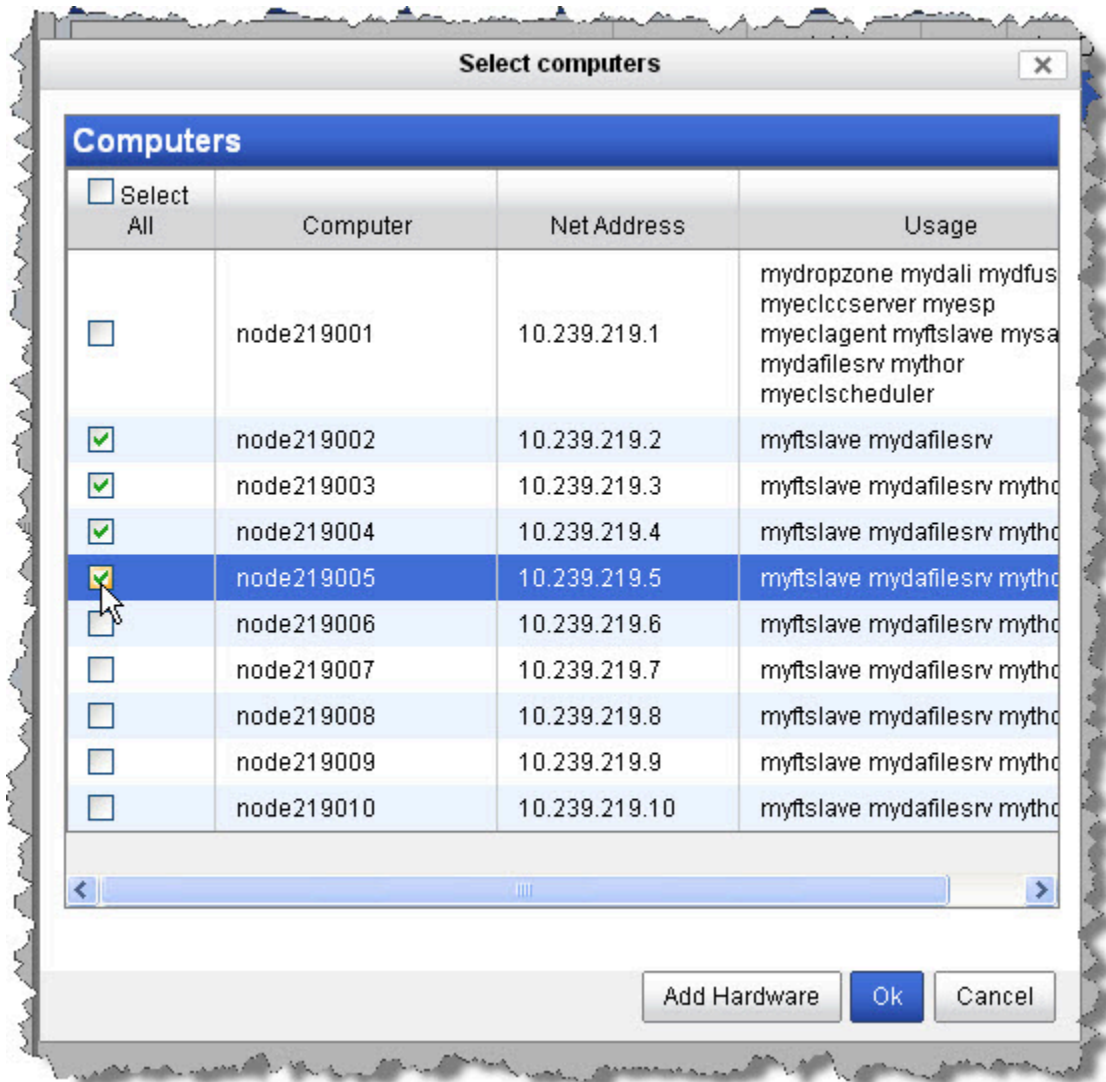 Select computers
Computers
Select All Computer Net Address Usage
node219001 10.239.219.1 mydropzone mydali mydfus
myeclccserver myesp
myeclagent myftslave mysa
mydafilesrv mythor
myeclscheduler
node219002 10.239.219.2 myftslave mydafilesrv
node219003 10.239.219.3 myftslave mydafilesrv mytho
node219004 10.239.219.4 myftslave mydafilesrv mytho
node219005 10.239.219.5 myftslave mydafilesrv mytho
node219006 10.239.219.6 myftslave mydafilesrv mytho
node219007 10.239.219.7 myftslave mydafilesrv mytho
node219008 10.239.219.8 myftslave mydafilesrv mytho
node219009 10.239.219.9 myftslave mydafilesrv mytho
node219010 10.239.219.10 myftslave mydafilesrv mytho
Add Hardware Ok Cancel